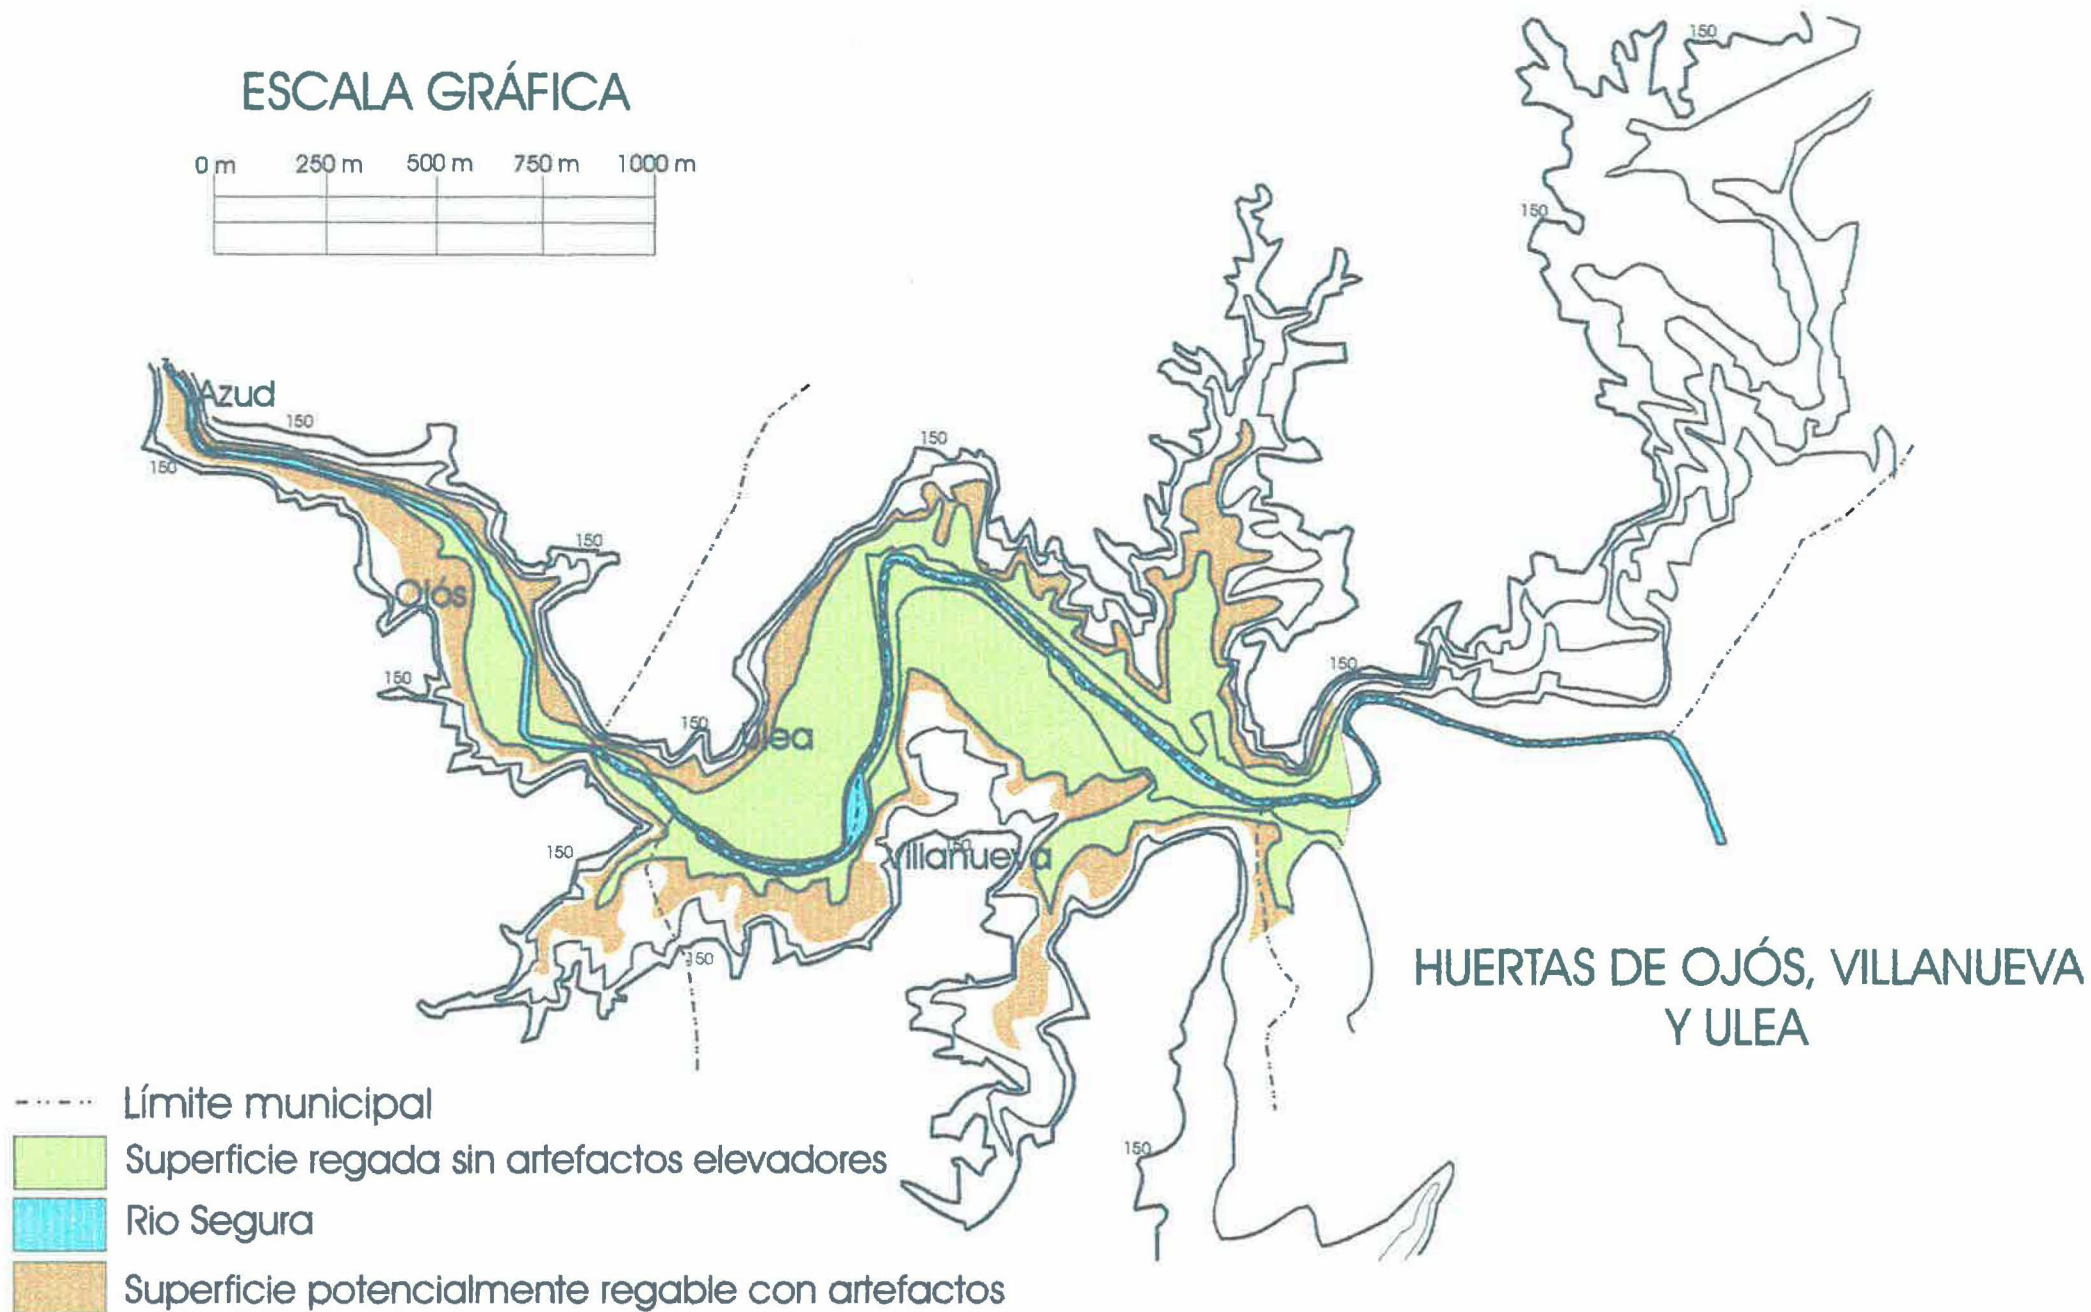 ESCALA GRÁFICA
0 m 250 m 500 m 750 m 1000 m
150
150
Azud
150
150
150
150
Ojós
150
150
150
150
Ulea
150
Villanueva
150
150
150
HUERTAS DE OJÓS, VILLANUEVA
Y ULEA
Límite municipal
150
Superficie regada sin artefactos elevadores
Rio Segura
Superficie potencialmente regable con artefactos